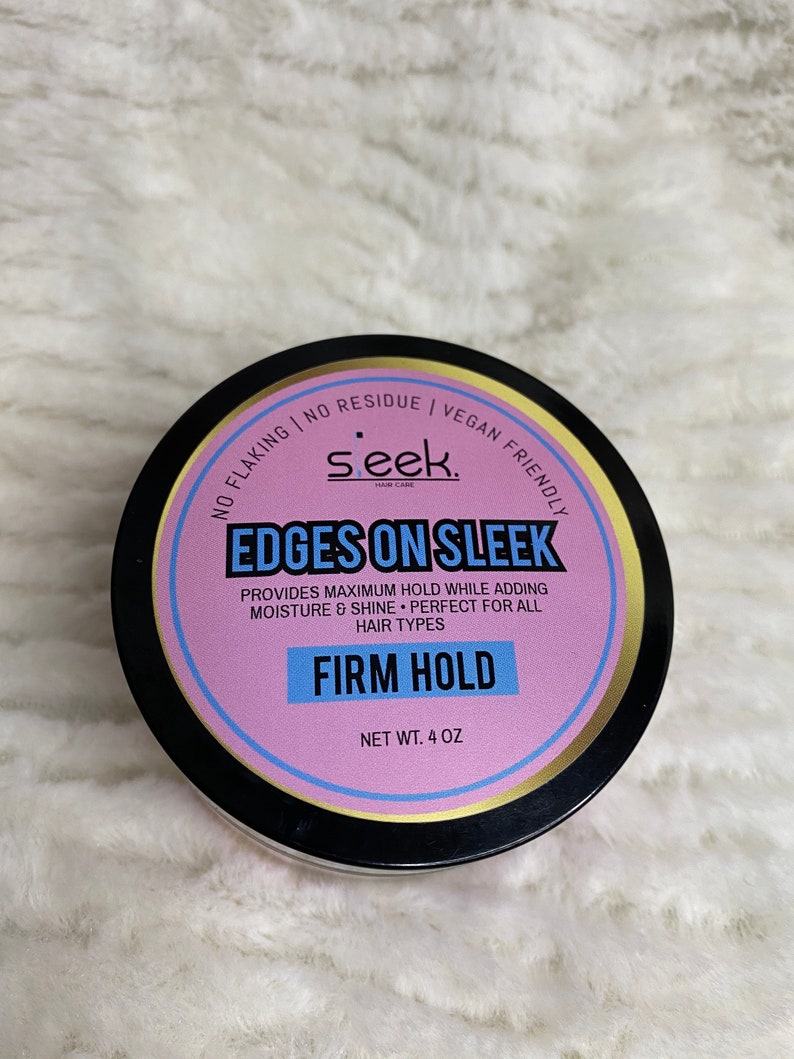 NO FLAKING | NO RESIDUE | VEGAN FRIENDLY
sleek.
HAIR CARE
EDGES ON SLEEK
PROVIDES MAXIMUM HOLD WHILE ADDING
MOISTURE & SHINE • PERFECT FOR ALL
HAIR TYPES
FIRM HOLD
NET WT. 4 OZ